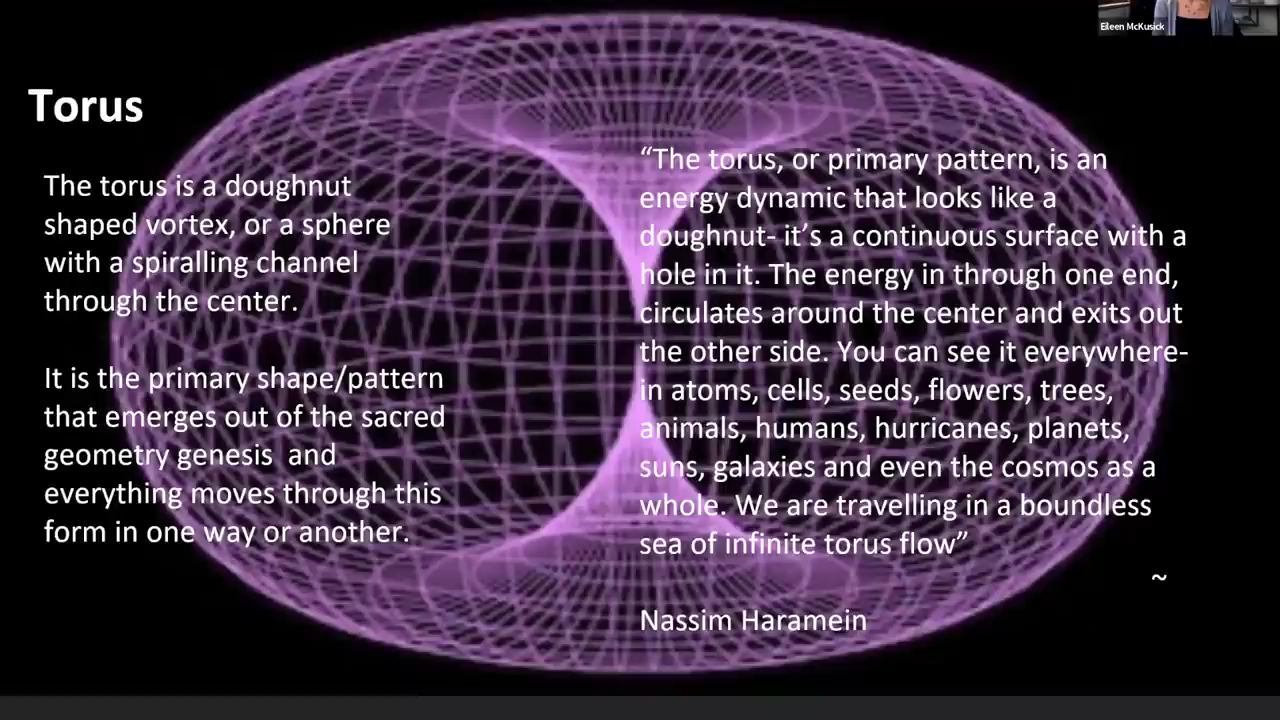 Eileen McKusick
Torus
The torus is a doughnut
shaped vortex, or a sphere
with a spiralling channel
through the center.
It is the primary shape/pattern
that emerges out of the sacred
geometry genesis  and
everything moves through this
form in one way or another.
“The torus, or primary pattern, is an
energy dynamic that looks like a
doughnut- it’s a continuous surface with a
hole in it. The energy in through one end,
circulates around the center and exits out
the other side. You can see it everywhere-
in atoms, cells, seeds, flowers, trees,
animals, humans, hurricanes, planets,
suns, galaxies and even the cosmos as a
whole. We are travelling in a boundless
sea of infinite torus flow”
~
Nassim Haramein